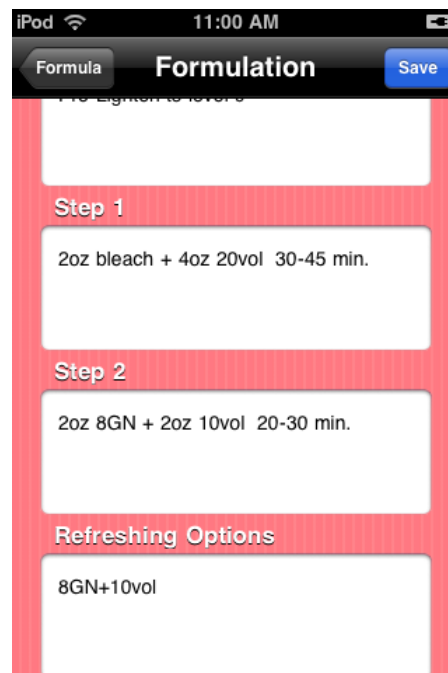 iPod 11:00 AM
Formula Formulation Save
Step 1
2oz bleach + 4oz 20vol 30-45 min.
Step 2
2oz 8GN + 2oz 10vol 20-30 min.
Refreshing Options
8GN+10vol